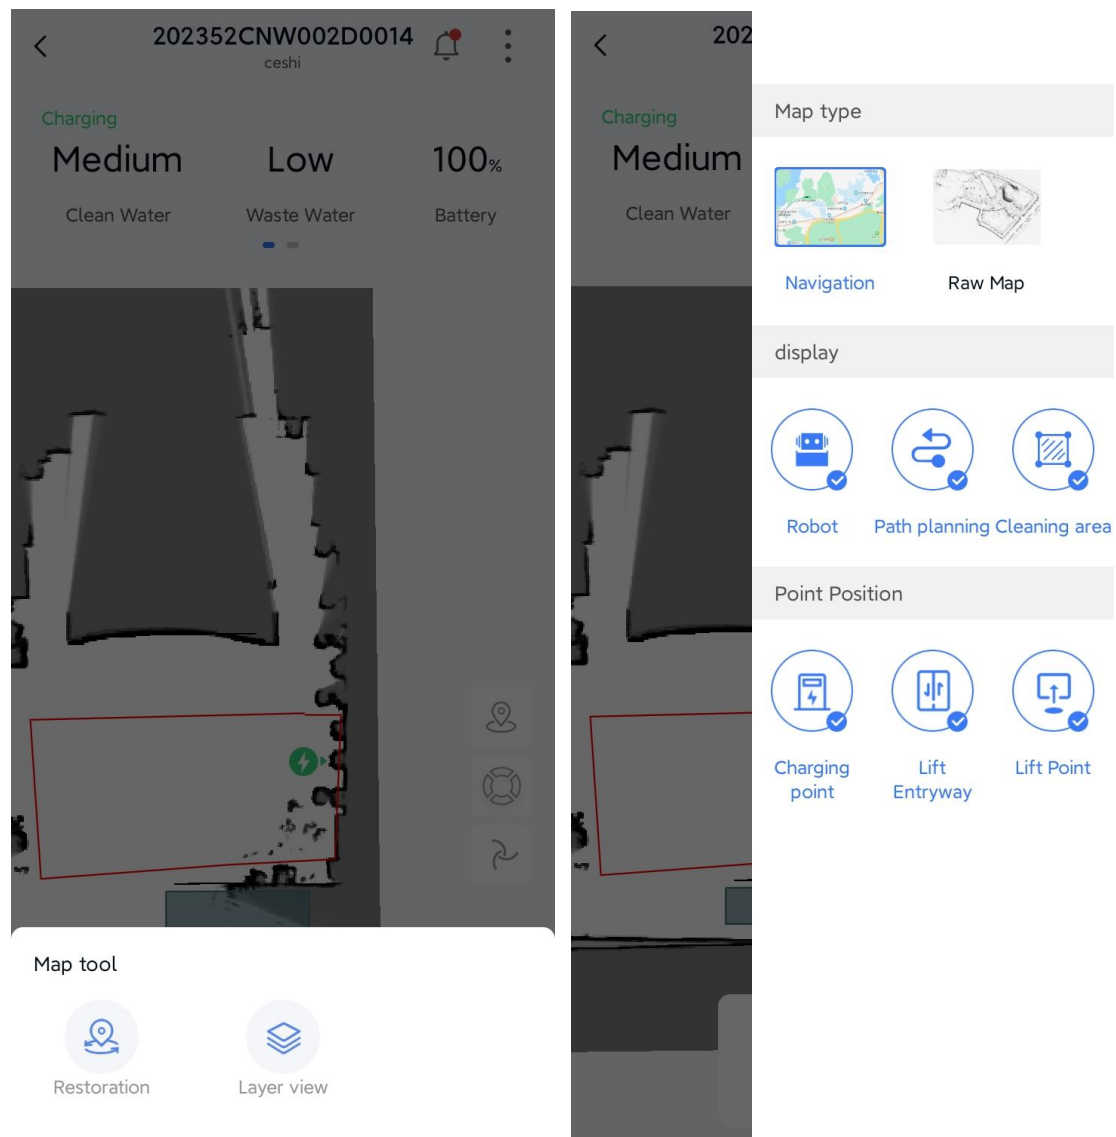 202352CNW002D0014
ceshi
Charging
Medium Low 100%
Clean Water Waste Water Battery
Map tool
Restoration Layer view
202
Charging
Medium
Clean Water
Map type
Navigation Raw Map
display
Robot Path planning Cleaning area
Point Position
Charging point Lift Entryway Lift Point